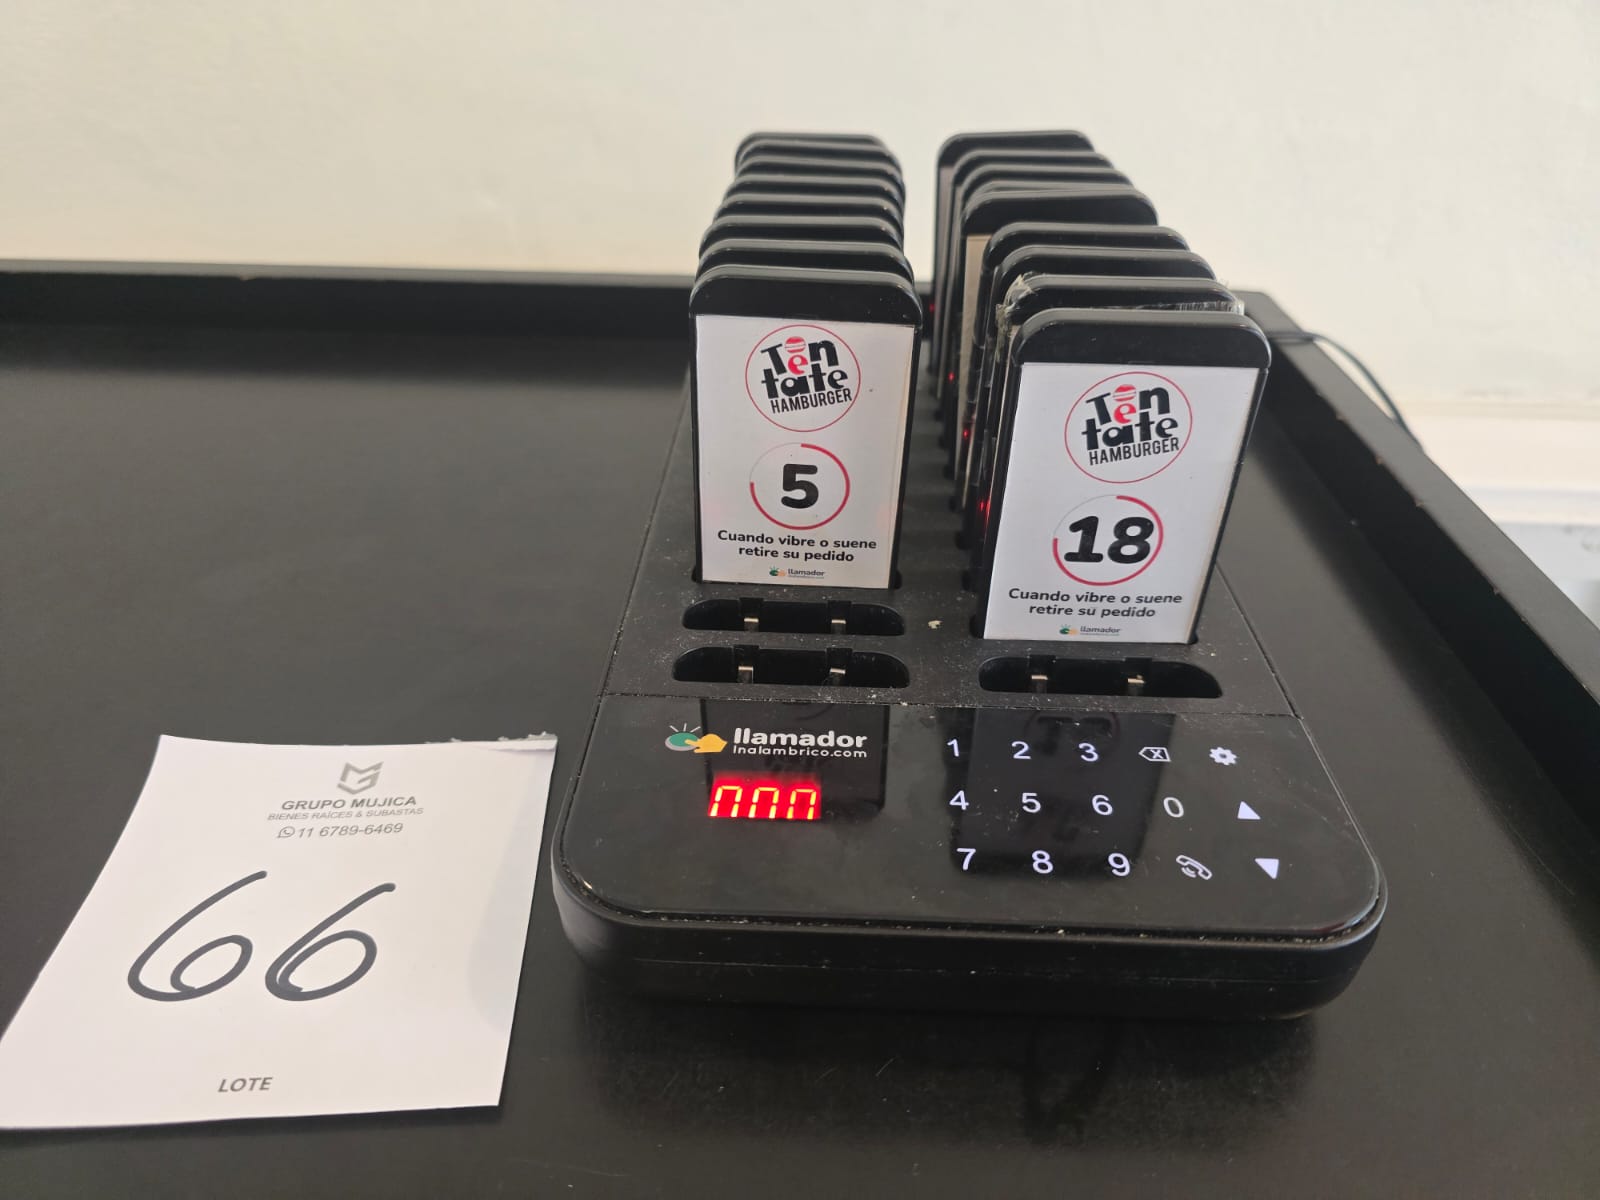 Tentate
HAMBURGER
5
Cuando vibre o suene
retire su pedido
llamador
Tentate
HAMBURGER
18
Cuando vibre o suene
retire su pedido
llamador
llamador
Inalambrico.com
1 2 3
4 5 6 0
7 8 9
GRUPO MUJICA
BIENES RAÍCES & SUBASTAS
11 6789-6469
66
LOTE